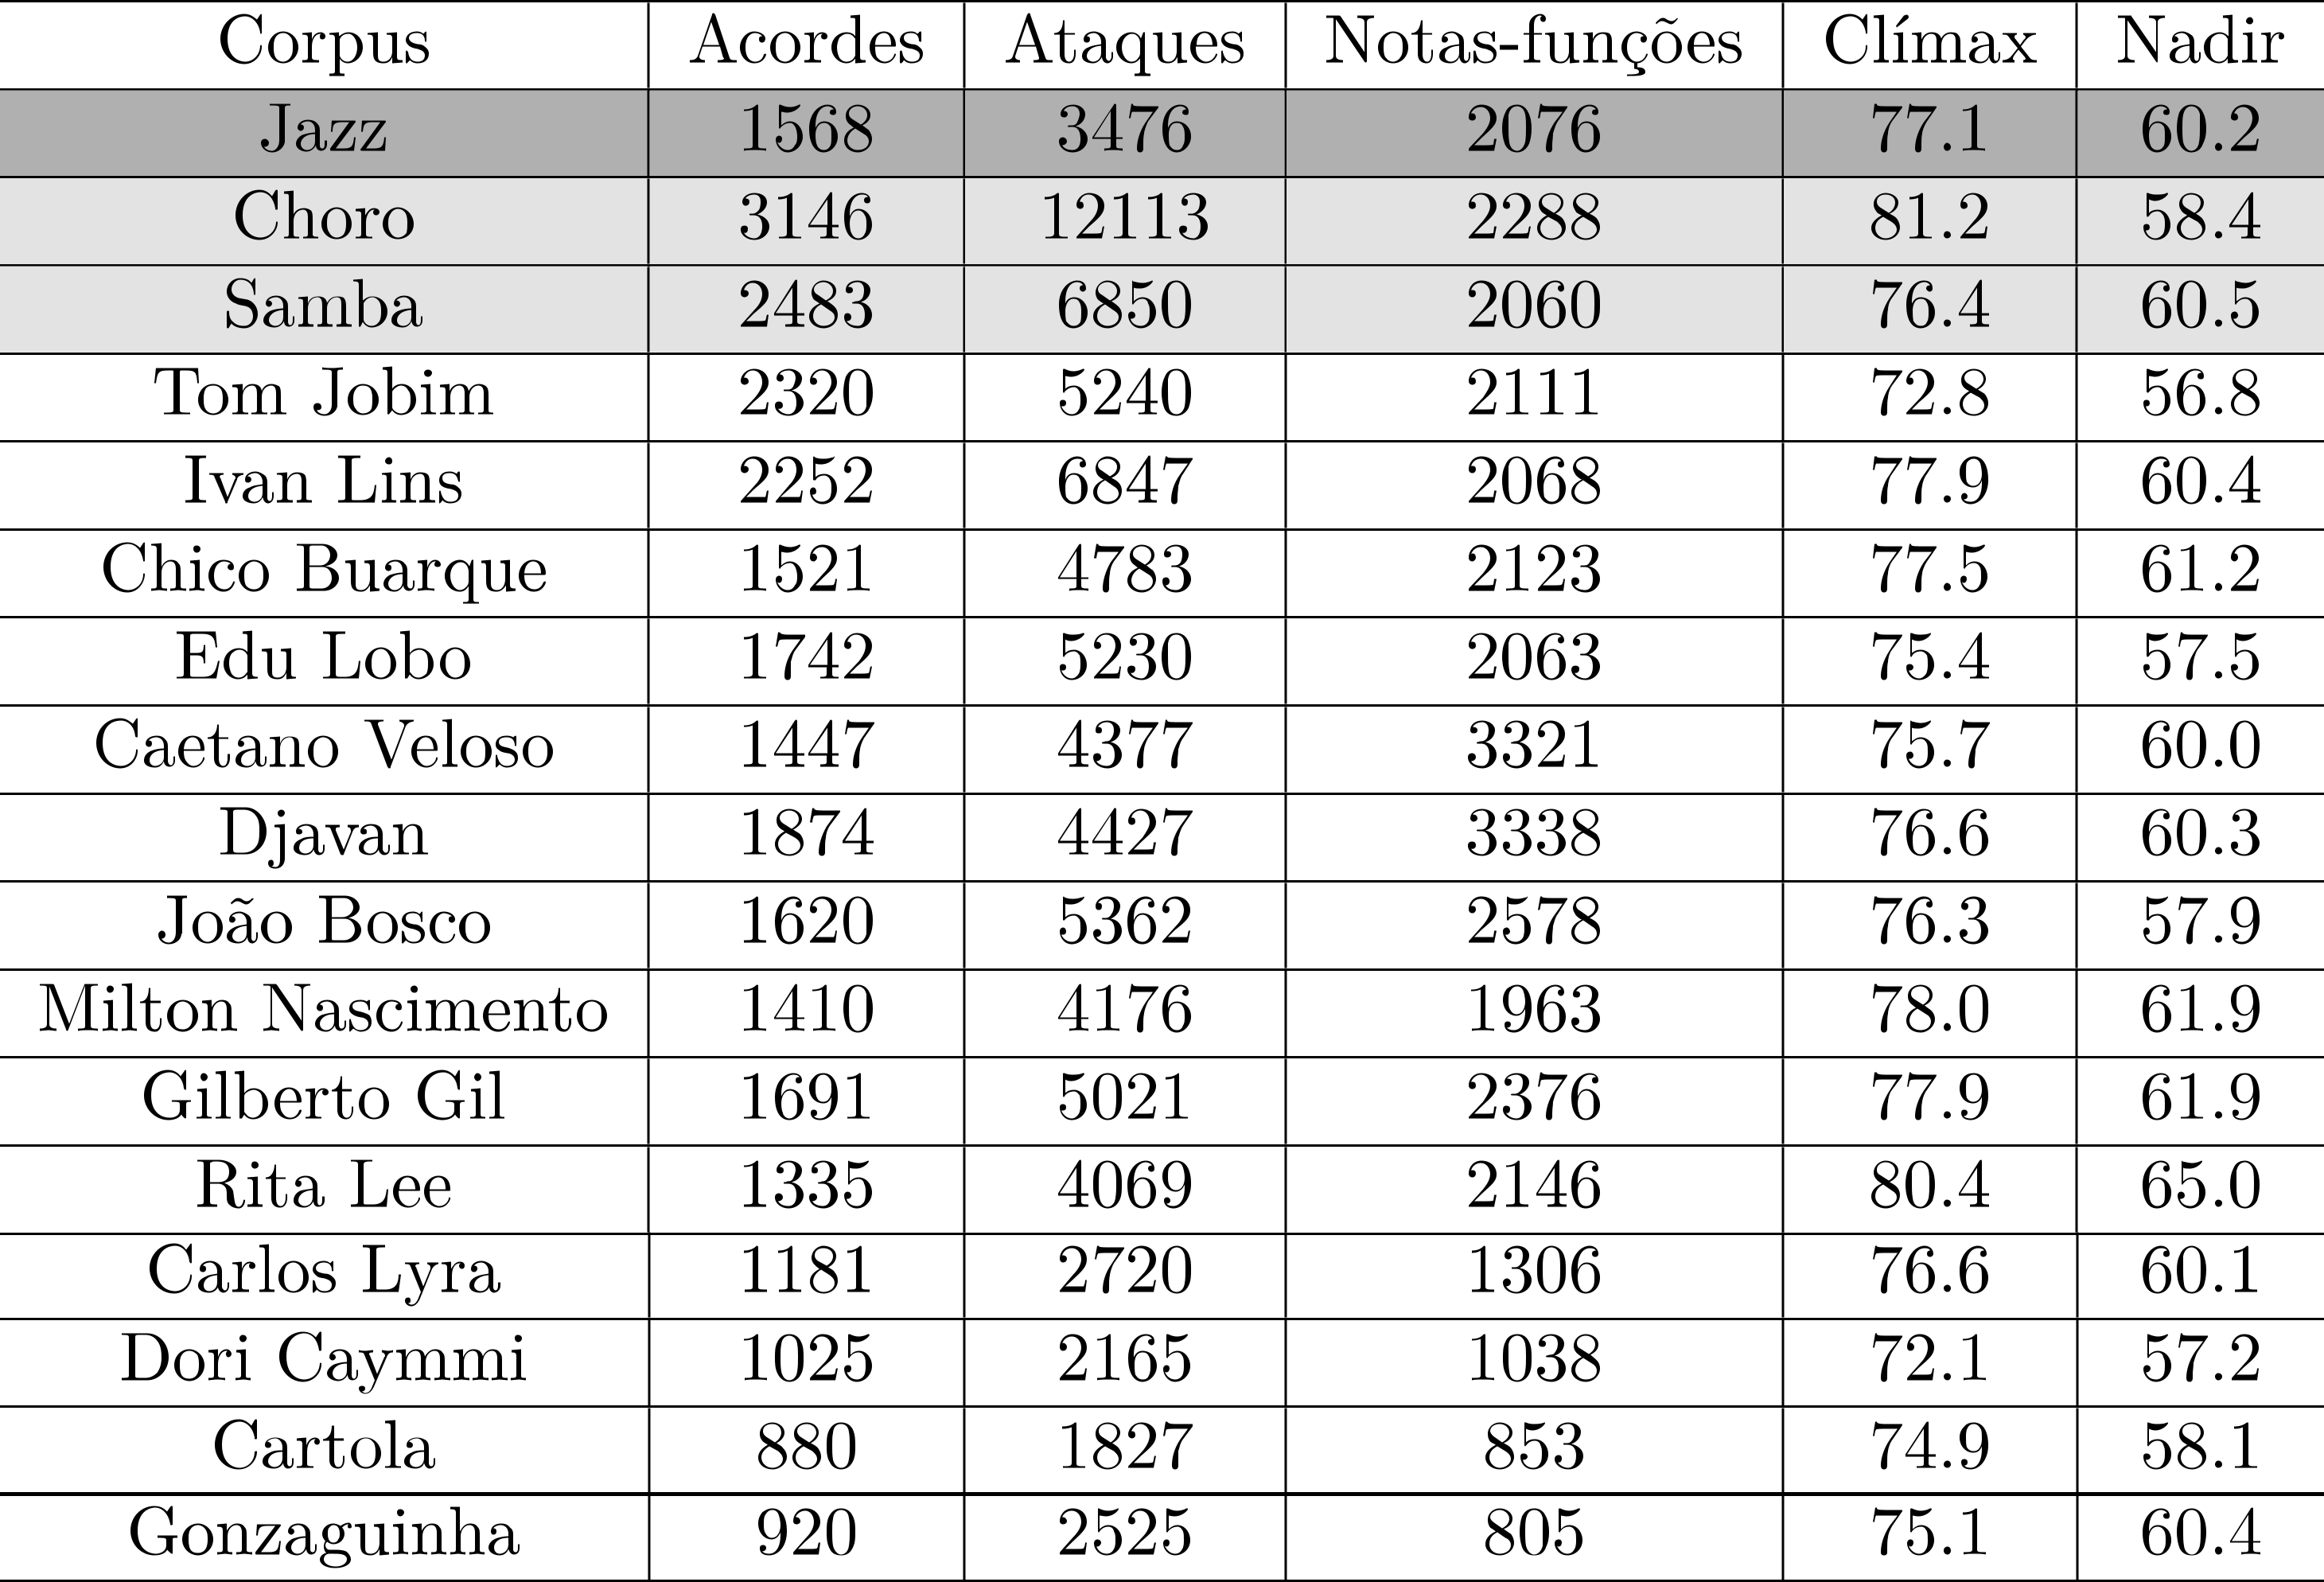 Corpus Acordes Ataques Notas-funções Clímax Nadir
Jazz 1568 3476 2076 77.1 60.2
Choro 3146 12113 2288 81.2 58.4
Samba 2483 6850 2060 76.4 60.5
Tom Jobim 2320 5240 2111 72.8 56.8
Ivan Lins 2252 6847 2068 77.9 60.4
Chico Buarque 1521 4783 2123 77.5 61.2
Edu Lobo 1742 5230 2063 75.4 57.5
Caetano Veloso 1447 4377 3321 75.7 60.0
Djavan 1874 4427 3338 76.6 60.3
João Bosco 1620 5362 2578 76.3 57.9
Milton Nascimento 1410 4176 1963 78.0 61.9
Gilberto Gil 1691 5021 2376 77.9 61.9
Rita Lee 1335 4069 2146 80.4 65.0
Carlos Lyra 1181 2720 1306 76.6 60.1
Dori Caymmi 1025 2165 1038 72.1 57.2
Cartola 880 1827 853 74.9 58.1
Gonzaguinha 920 2525 805 75.1 60.4